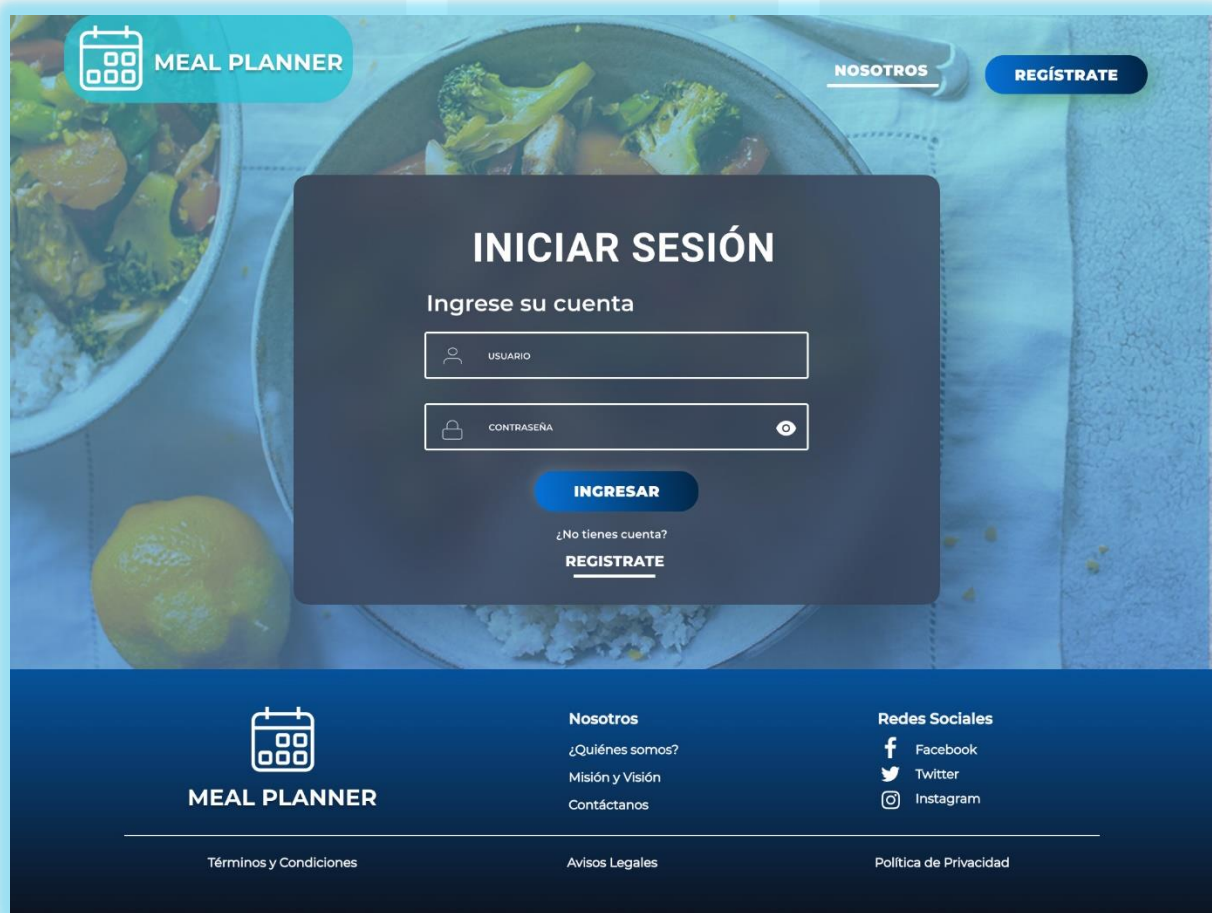 MEAL PLANNER
NOSOTROS
REGÍSTRATE
INICIAR SESIÓN
Ingrese su cuenta
USUARIO
CONTRASEÑA
INGRESAR
¿No tienes cuenta?
REGISTRATE
MEAL PLANNER
Nosotros
¿Quiénes somos?
Misión y Visión
Contáctanos
Redes Sociales
Facebook
Twitter
Instagram
Términos y Condiciones
Avisos Legales
Política de Privacidad